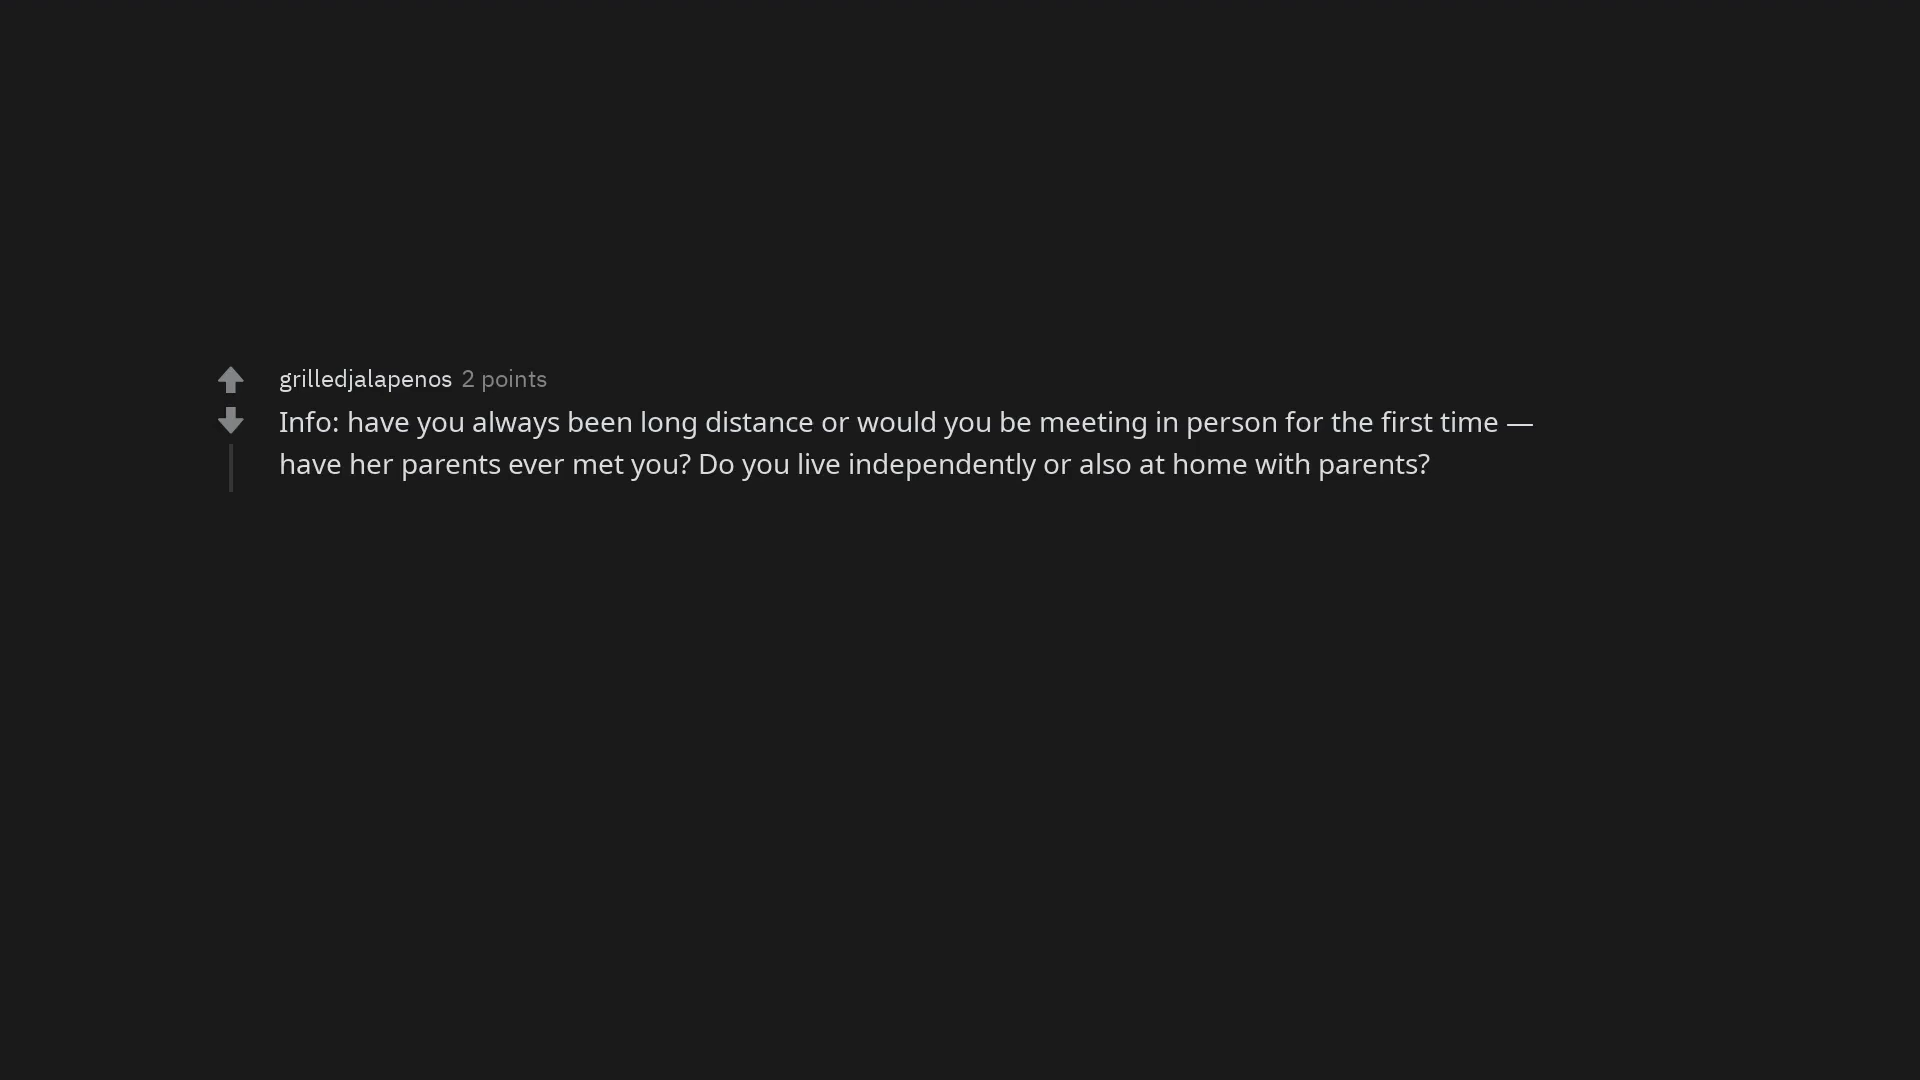 grilledjalapenos 2 points
Info: have you always been long distance or would you be meeting in person for the first time —
have her parents ever met you? Do you live independently or also at home with parents?